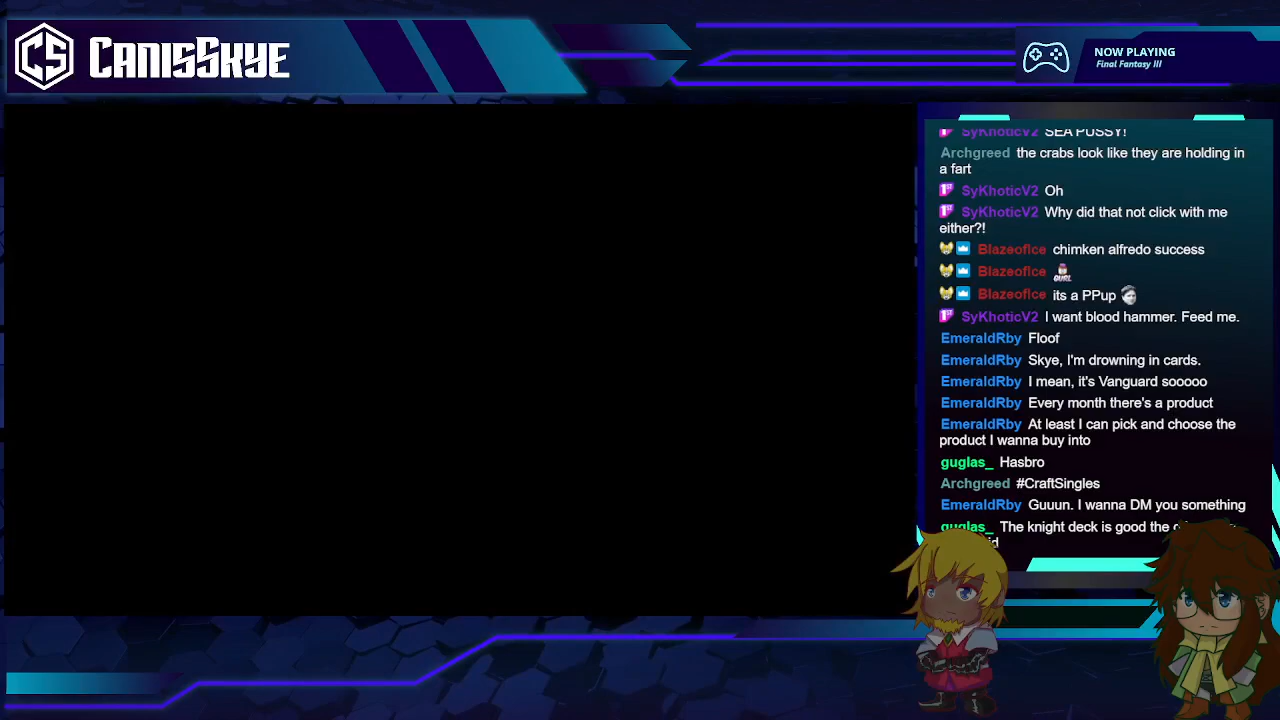 CS CanisSkye
NOW PLAYING
Final Fantasy III
SyKhoticV2 SEA PUSSY!
Archgreed the crabs look like they are holding in
a fart
SyKhoticV2 Oh
SyKhoticV2 Why did that not click with me
either?!
BlazeofIce chimken alfredo success
BlazeofIce GURL
BlazeofIce its a PPup
SyKhoticV2 I want blood hammer. Feed me.
EmeraldRby Floof
EmeraldRby Skye, I'm drowning in cards.
EmeraldRby I mean, it's Vanguard sooooo
EmeraldRby Every month there's a product
EmeraldRby At least I can pick and choose the
product I wanna buy into
guglas_ Hasbro
Archgreed #CraftSingles
EmeraldRby Guuun. I wanna DM you something
guglas_ The knight deck is good the